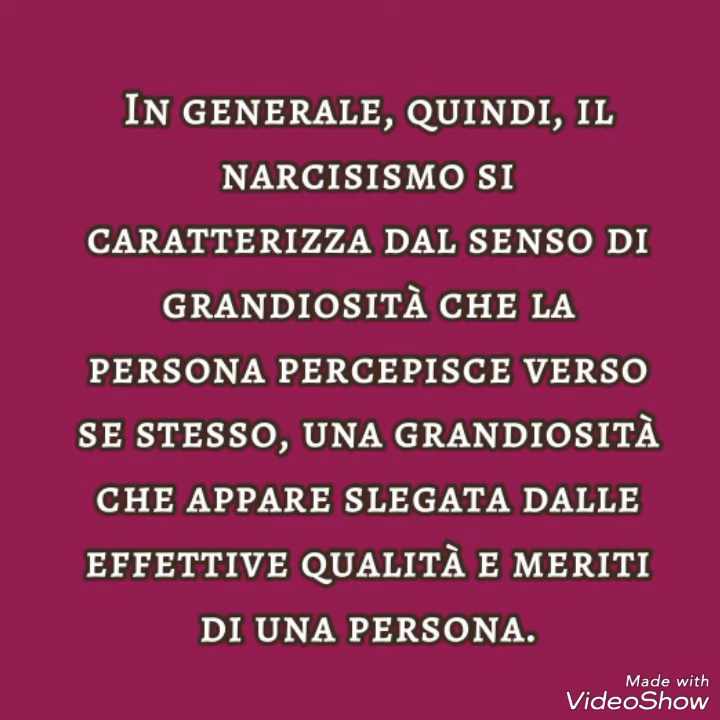 In generale, quindi, il
narcisismo si
caratterizza dal senso di
grandiosità che la
persona percepisce verso
se stesso, una grandiosità
che appare slegata dalle
effettive qualità e meriti
di una persona.
Made with
VideoShow